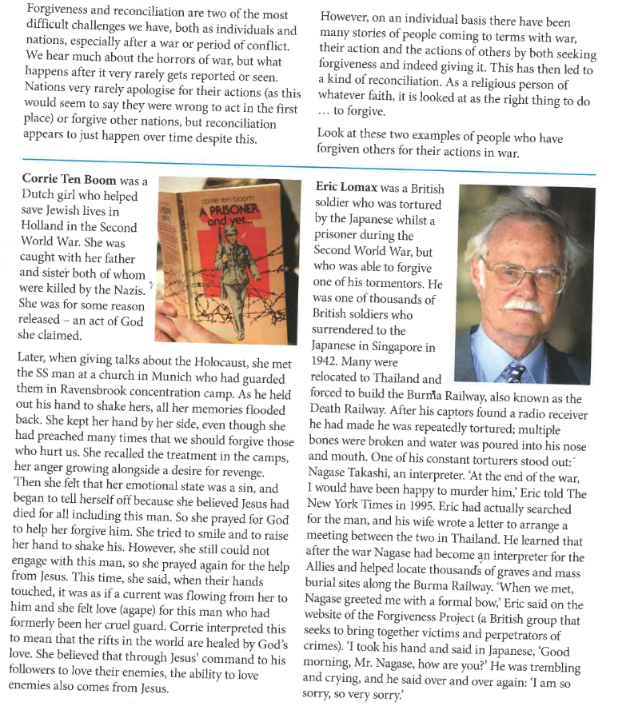 Forgiveness and reconciliation are two of the most
difficult challenges we have, both as individuals and
nations, especially after a war or period of conflict.
We hear much about the horrors of war, but what
happens after it very rarely gets reported or seen.
Nations very rarely apologise for their actions (as this
would seem to say they were wrong to act in the first
place) or forgive other nations, but reconciliation
appears to just happen over time despite this.
However, on an individual basis there have been
many stories of people coming to terms with war,
their action and the actions of others by both seeking
forgiveness and indeed giving it. This has then led to
a kind of reconciliation. As a religious person of
whatever faith, it is looked at as the right thing to do
… to forgive.
Look at these two examples of people who have
forgiven others for their actions in war.
Corrie Ten Boom was a
Dutch girl who helped
save Jewish lives in
Holland in the Second
World War. She was
caught with her father
and sister both of whom
were killed by the Nazis.
She was for some reason
released – an act of God
she claimed.
corrie ten boom
A PRISONER
and yet...
Later, when giving talks about the Holocaust, she met
the SS man at a church in Munich who had guarded
them in Ravensbrook concentration camp. As he held
out his hand to shake hers, all her memories flooded
back. She kept her hand by her side, even though she
had preached many times that we should forgive those
who hurt us. She recalled the treatment in the camps,
her anger growing alongside a desire for revenge.
Then she felt that her emotional state was a sin, and
began to tell herself off because she believed Jesus had
died for all including this man. So she prayed for God
to help her forgive him. She tried to smile and to raise
her hand to shake his. However, she still could not
engage with this man, so she prayed again for the help
from Jesus. This time, she said, when their hands
touched, it was as if a current was flowing from her to
him and she felt love (agape) for this man who had
formerly been her cruel guard. Corrie interpreted this
to mean that the rifts in the world are healed by God's
love. She believed that through Jesus' command to his
followers to love their enemies, the ability to love
enemies also comes from Jesus.
Eric Lomax was a British
soldier who was tortured
by the Japanese whilst a
prisoner during the
Second World War, but
who was able to forgive
one of his tormentors. He
was one of thousands of
British soldiers who
surrendered to the
Japanese in Singapore in
1942. Many were
relocated to Thailand and
forced to build the Burma Railway, also known as the
Death Railway. After his captors found a radio receiver
he had made he was repeatedly tortured; multiple
bones were broken and water was poured into his nose
and mouth. One of his constant torturers stood out:
Nagase Takashi, an interpreter. 'At the end of the war,
I would have been happy to murder him,' Eric told The
New York Times in 1995. Eric had actually searched
for the man, and his wife wrote a letter to arrange a
meeting between the two in Thailand. He learned that
after the war Nagase had become an interpreter for the
Allies and helped locate thousands of graves and mass
burial sites along the Burma Railway. 'When we met,
Nagase greeted me with a formal bow,' Eric said on the
website of the Forgiveness Project (a British group that
seeks to bring together victims and perpetrators of
crimes). 'I took his hand and said in Japanese, 'Good
morning, Mr. Nagase, how are you?' He was trembling
and crying, and he said over and over again: 'I am so
sorry, so very sorry.'